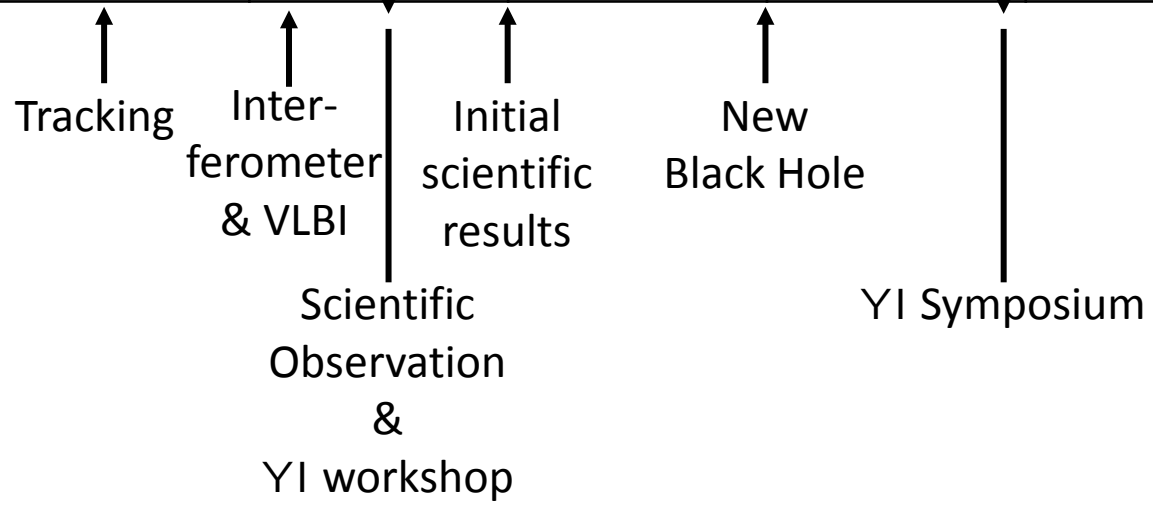 Tracking
Inter-
ferometer
& VLBI
Initial
scientific
results
New
Black Hole
Scientific
Observation
&
YI workshop
YI Symposium